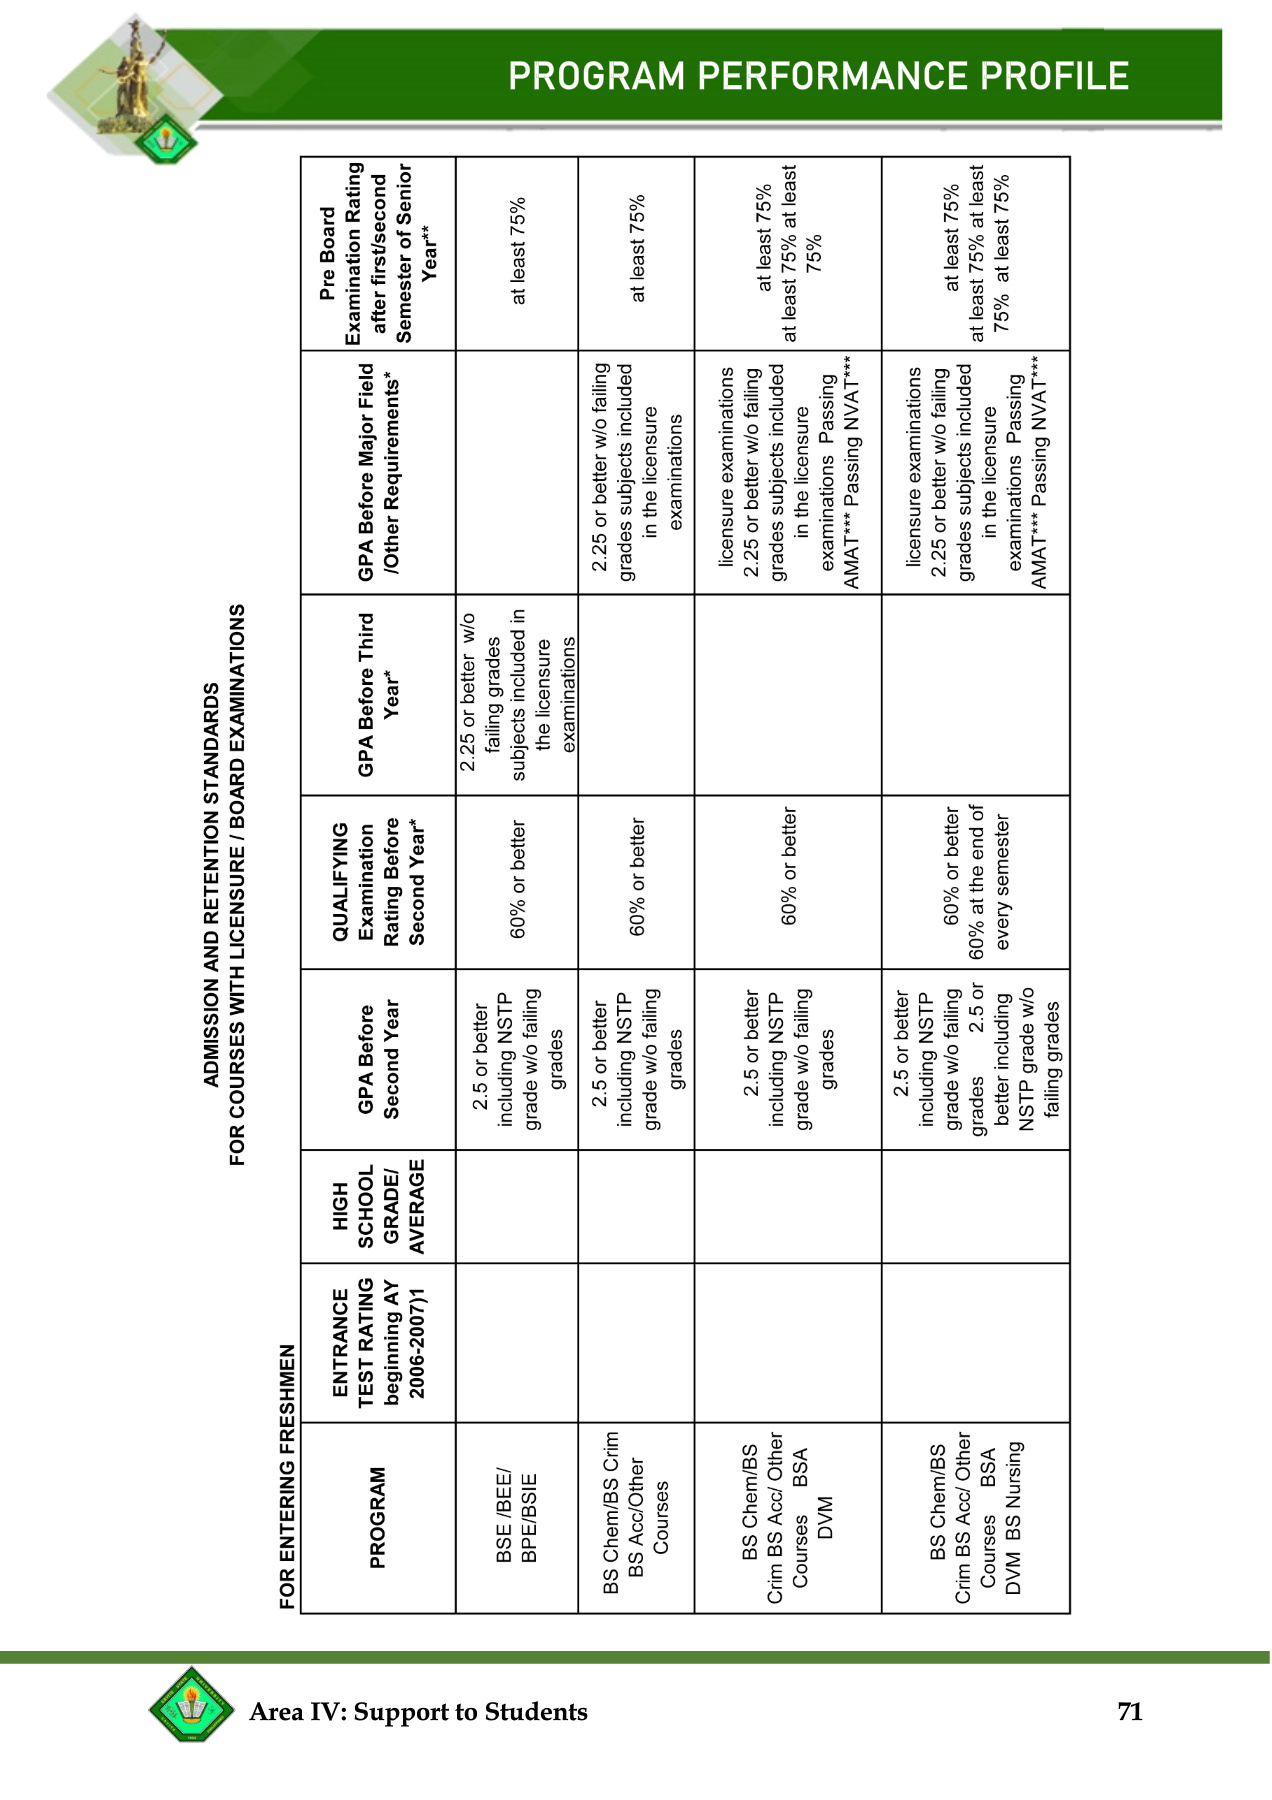 PROGRAM PERFORMANCE PROFILE
ADMISSION AND RETENTION STANDARDS
FOR COURSES WITH LICENSURE / BOARD EXAMINATIONS
FOR ENTERING FRESHMEN
PROGRAM
ENTRANCE
TEST RATING
beginning AY
2006-2007)1
HIGH
SCHOOL
GRADE/
AVERAGE
GPA Before
Second Year
QUALIFYING
Examination
Rating Before
Second Year*
GPA Before Third
Year*
GPA Before Major Field
/Other Requirements*
Pre Board
Examination Rating
after first/second
Semester of Senior
Year**
BSE /BEE/
BPE/BSIE
2.5 or better
including NSTP
grade w/o failing
grades
60% or better
2.25 or better w/o
failing grades
subjects included in
the licensure
examinations
at least 75%
BS Chem/BS Crim
BS Acc/Other
Courses
2.5 or better
including NSTP
grade w/o failing
grades
60% or better
2.25 or better w/o failing
grades subjects included
in the licensure
examinations
at least 75%
BS Chem/BS
Crim BS Acc/ Other
Courses BSA
DVM
2.5 or better
including NSTP
grade w/o failing
grades
60% or better
licensure examinations
2.25 or better w/o failing
grades subjects included
in the licensure
examinations Passing
AMAT*** Passing NVAT***
at least 75%
at least 75% at least
75%
BS Chem/BS
Crim BS Acc/ Other
Courses BSA
DVM BS Nursing
2.5 or better
including NSTP
grade w/o failing
grades 2.5 or
better including
NSTP grade w/o
failing grades
60% or better
60% at the end of
every semester
licensure examinations
2.25 or better w/o failing
grades subjects included
in the licensure
examinations Passing
AMAT*** Passing NVAT***
at least 75%
at least 75% at least
75% at least 75%
Area IV: Support to Students
71